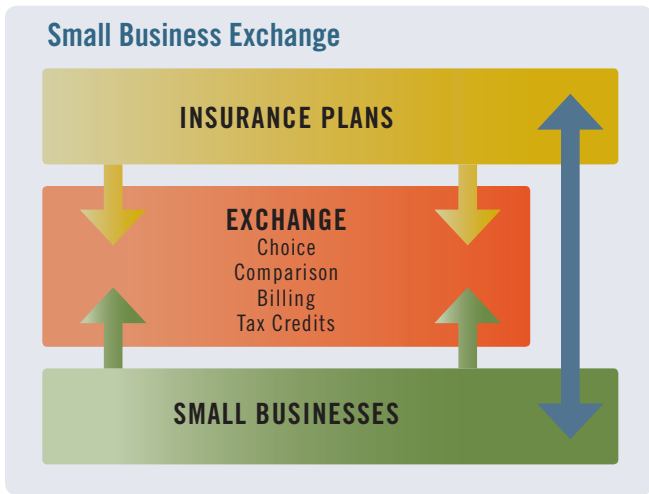 Small Business Exchange
INSURANCE PLANS
EXCHANGE
Choice
Comparison
Billing
Tax Credits
SMALL BUSINESSES